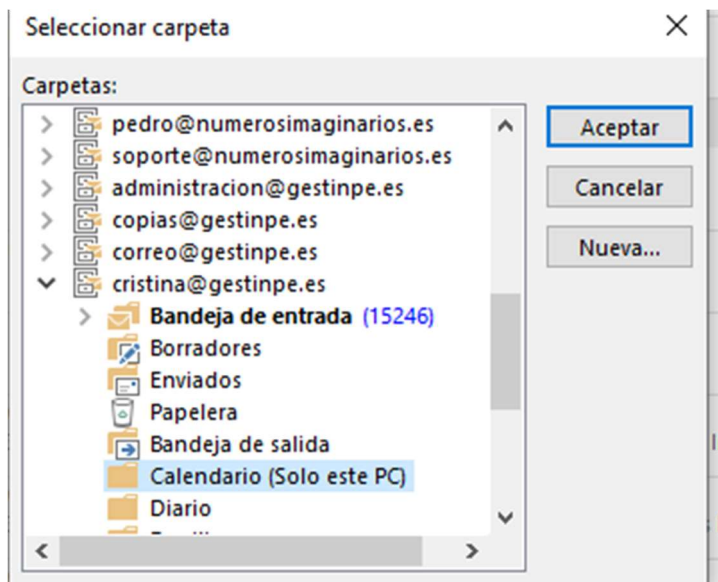 Seleccionar carpeta
Carpetas:
pedro@numerosimaginarios.es
soporte@numerosimaginarios.es
administracion@gestinpe.es
copias@gestinpe.es
correo@gestinpe.es
cristina@gestinpe.es
Bandeja de entrada (15246)
Borradores
Enviados
Papelera
Bandeja de salida
Calendario (Solo este PC)
Diario
Aceptar
Cancelar
Nueva...